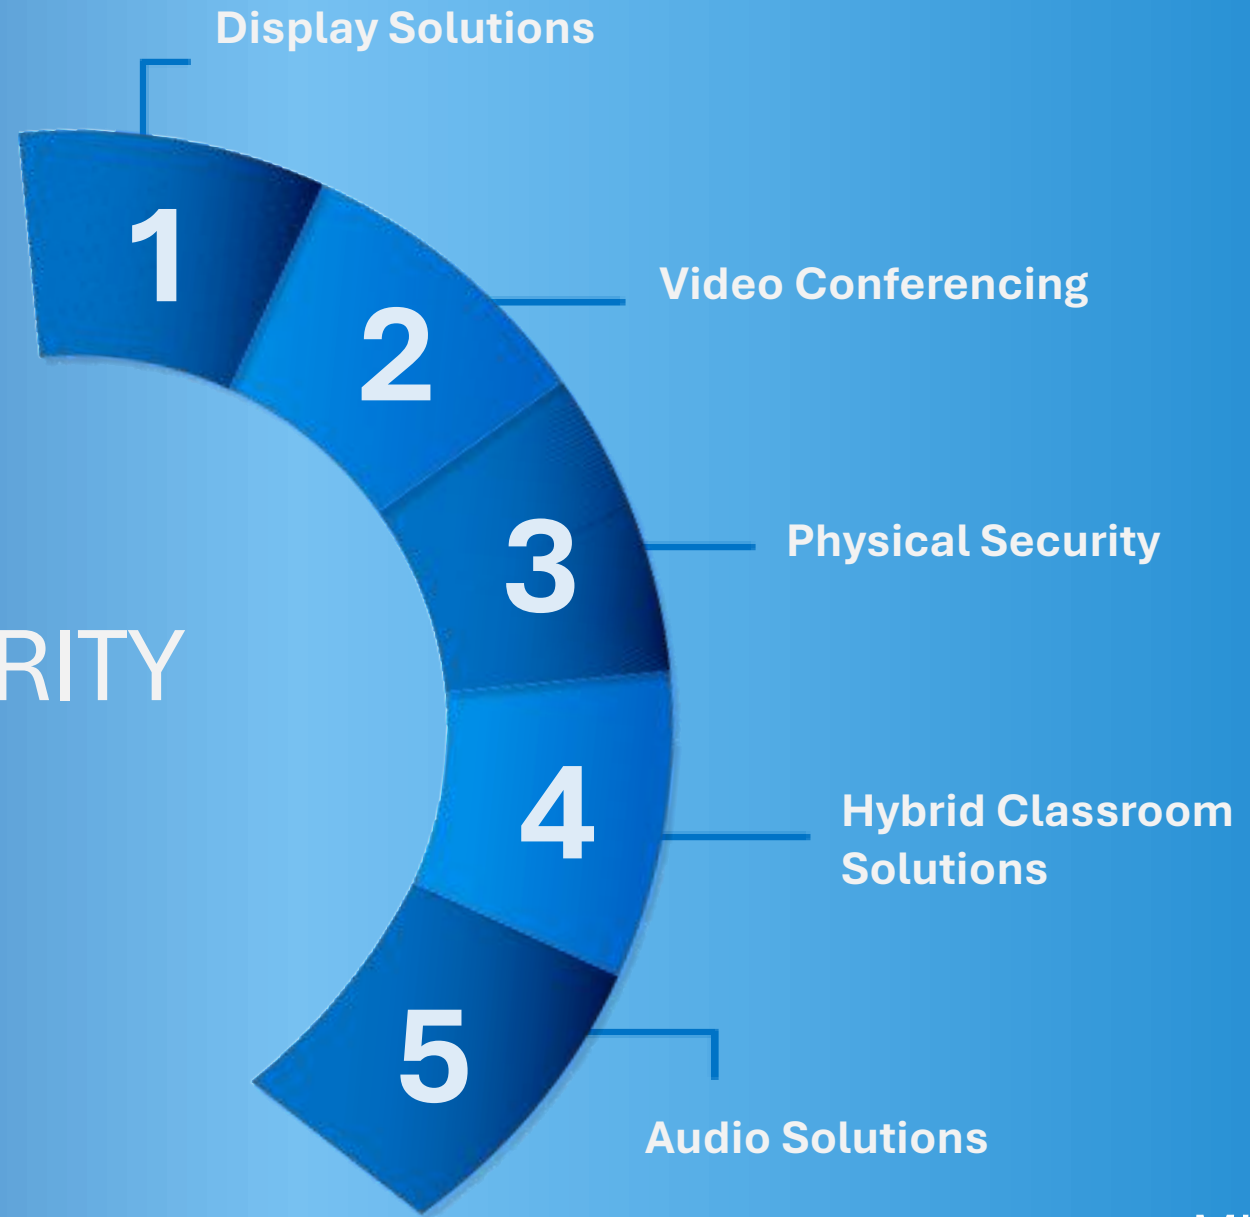 Display Solutions
1
2
Video Conferencing
3
Physical Security
RITY
4
Hybrid Classroom
Solutions
5
Audio Solutions